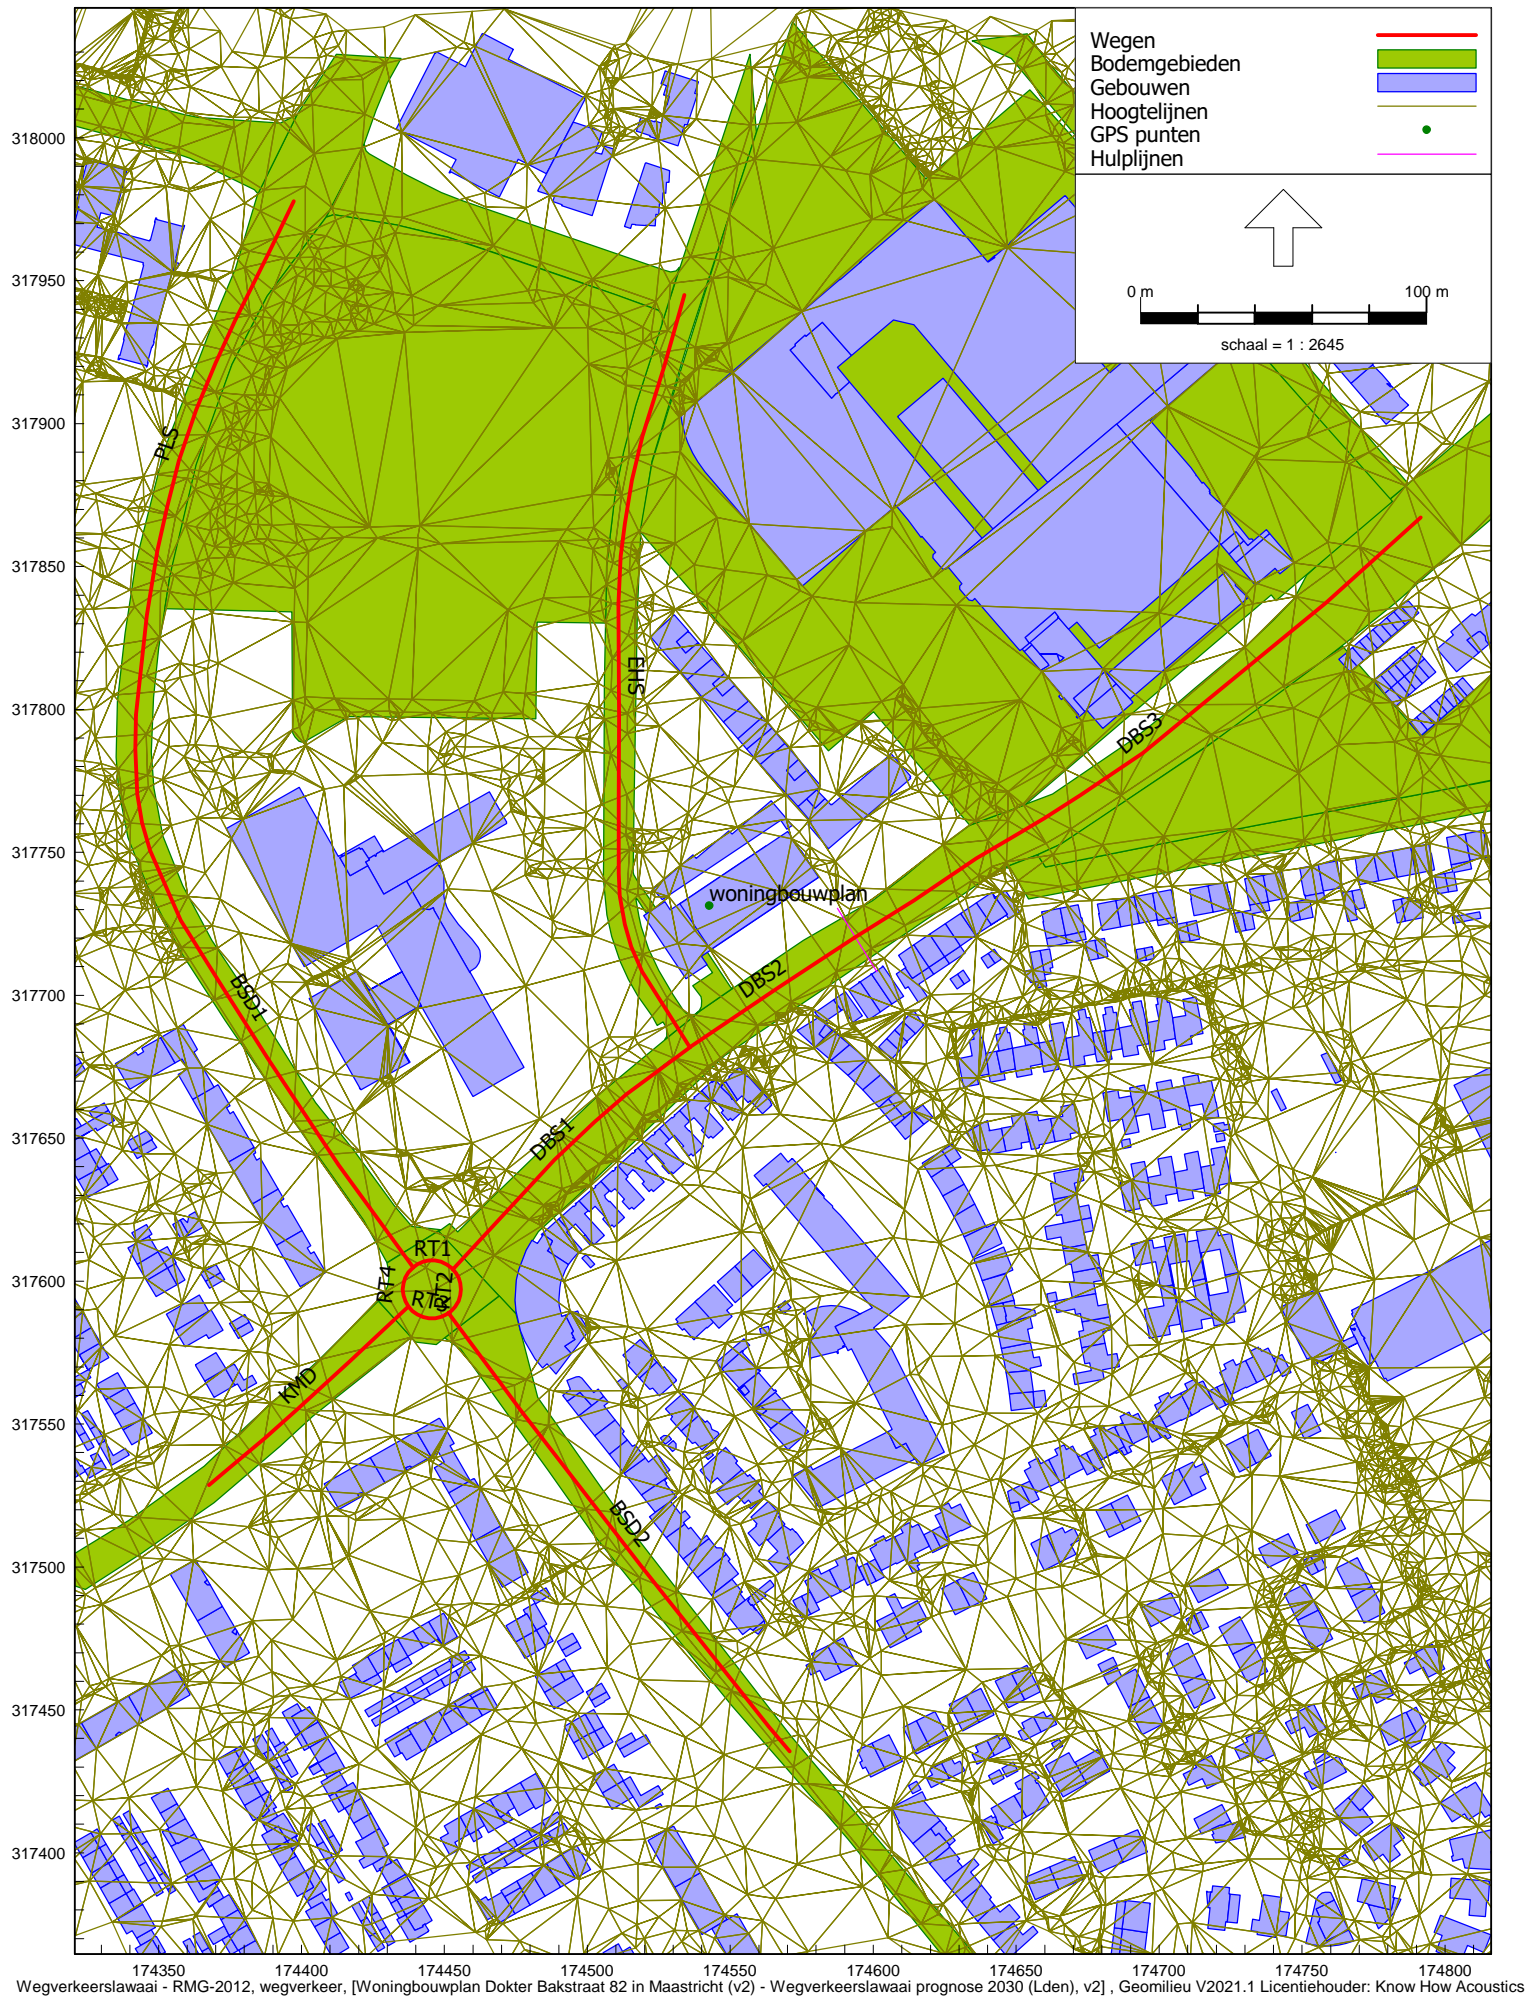 Wegen
Bodemgebieden
Gebouwen
Hoogtelijnen
GPS punten
Hulplijnen
0 m
100 m
schaal = 1 : 2645
318000
317950
317900
317850
317800
317750
317700
317650
317600
317550
317500
317450
317400
PLS
EHS
DBS3
woningbouwplan
DBS2
BSD1
DBS1
RT1
RT4
RT2
RT3
KMD
BSD2
174350
174400
174450
174500
174550
174600
174650
174700
174750
174800
Wegverkeerslawaai - RMG-2012, wegverkeer, [Woningbouwplan Dokter Bakstraat 82 in Maastricht (v2) - Wegverkeerslawaai prognose 2030 (Lden), v2] , Geomilieu V2021.1 Licentiehouder: Know How Acoustics